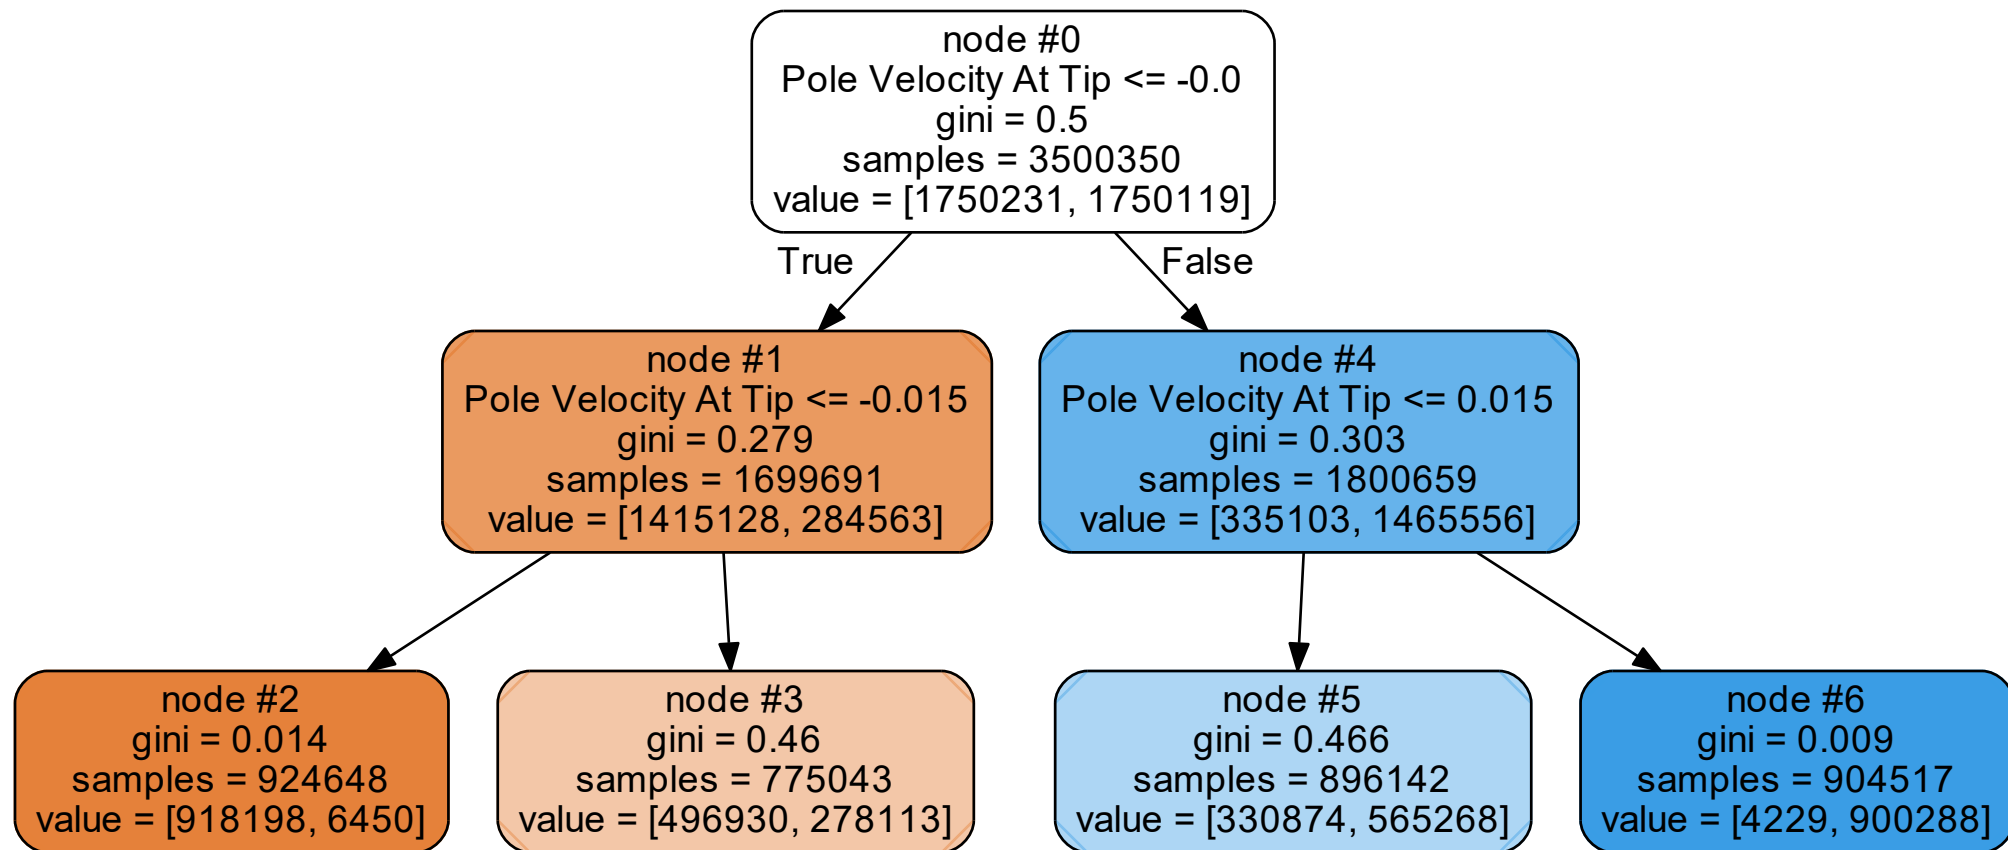 node #0
Pole Velocity At Tip <= -0.0
gini = 0.5
samples = 3500350
value = [1750231, 1750119]
True
False
node #1
Pole Velocity At Tip <= -0.015
gini = 0.279
samples = 1699691
value = [1415128, 284563]
node #4
Pole Velocity At Tip <= 0.015
gini = 0.303
samples = 1800659
value = [335103, 1465556]
node #2
gini = 0.014
samples = 924648
value = [918198, 6450]
node #3
gini = 0.46
samples = 775043
value = [496930, 278113]
node #5
gini = 0.466
samples = 896142
value = [330874, 565268]
node #6
gini = 0.009
samples = 904517
value = [4229, 900288]